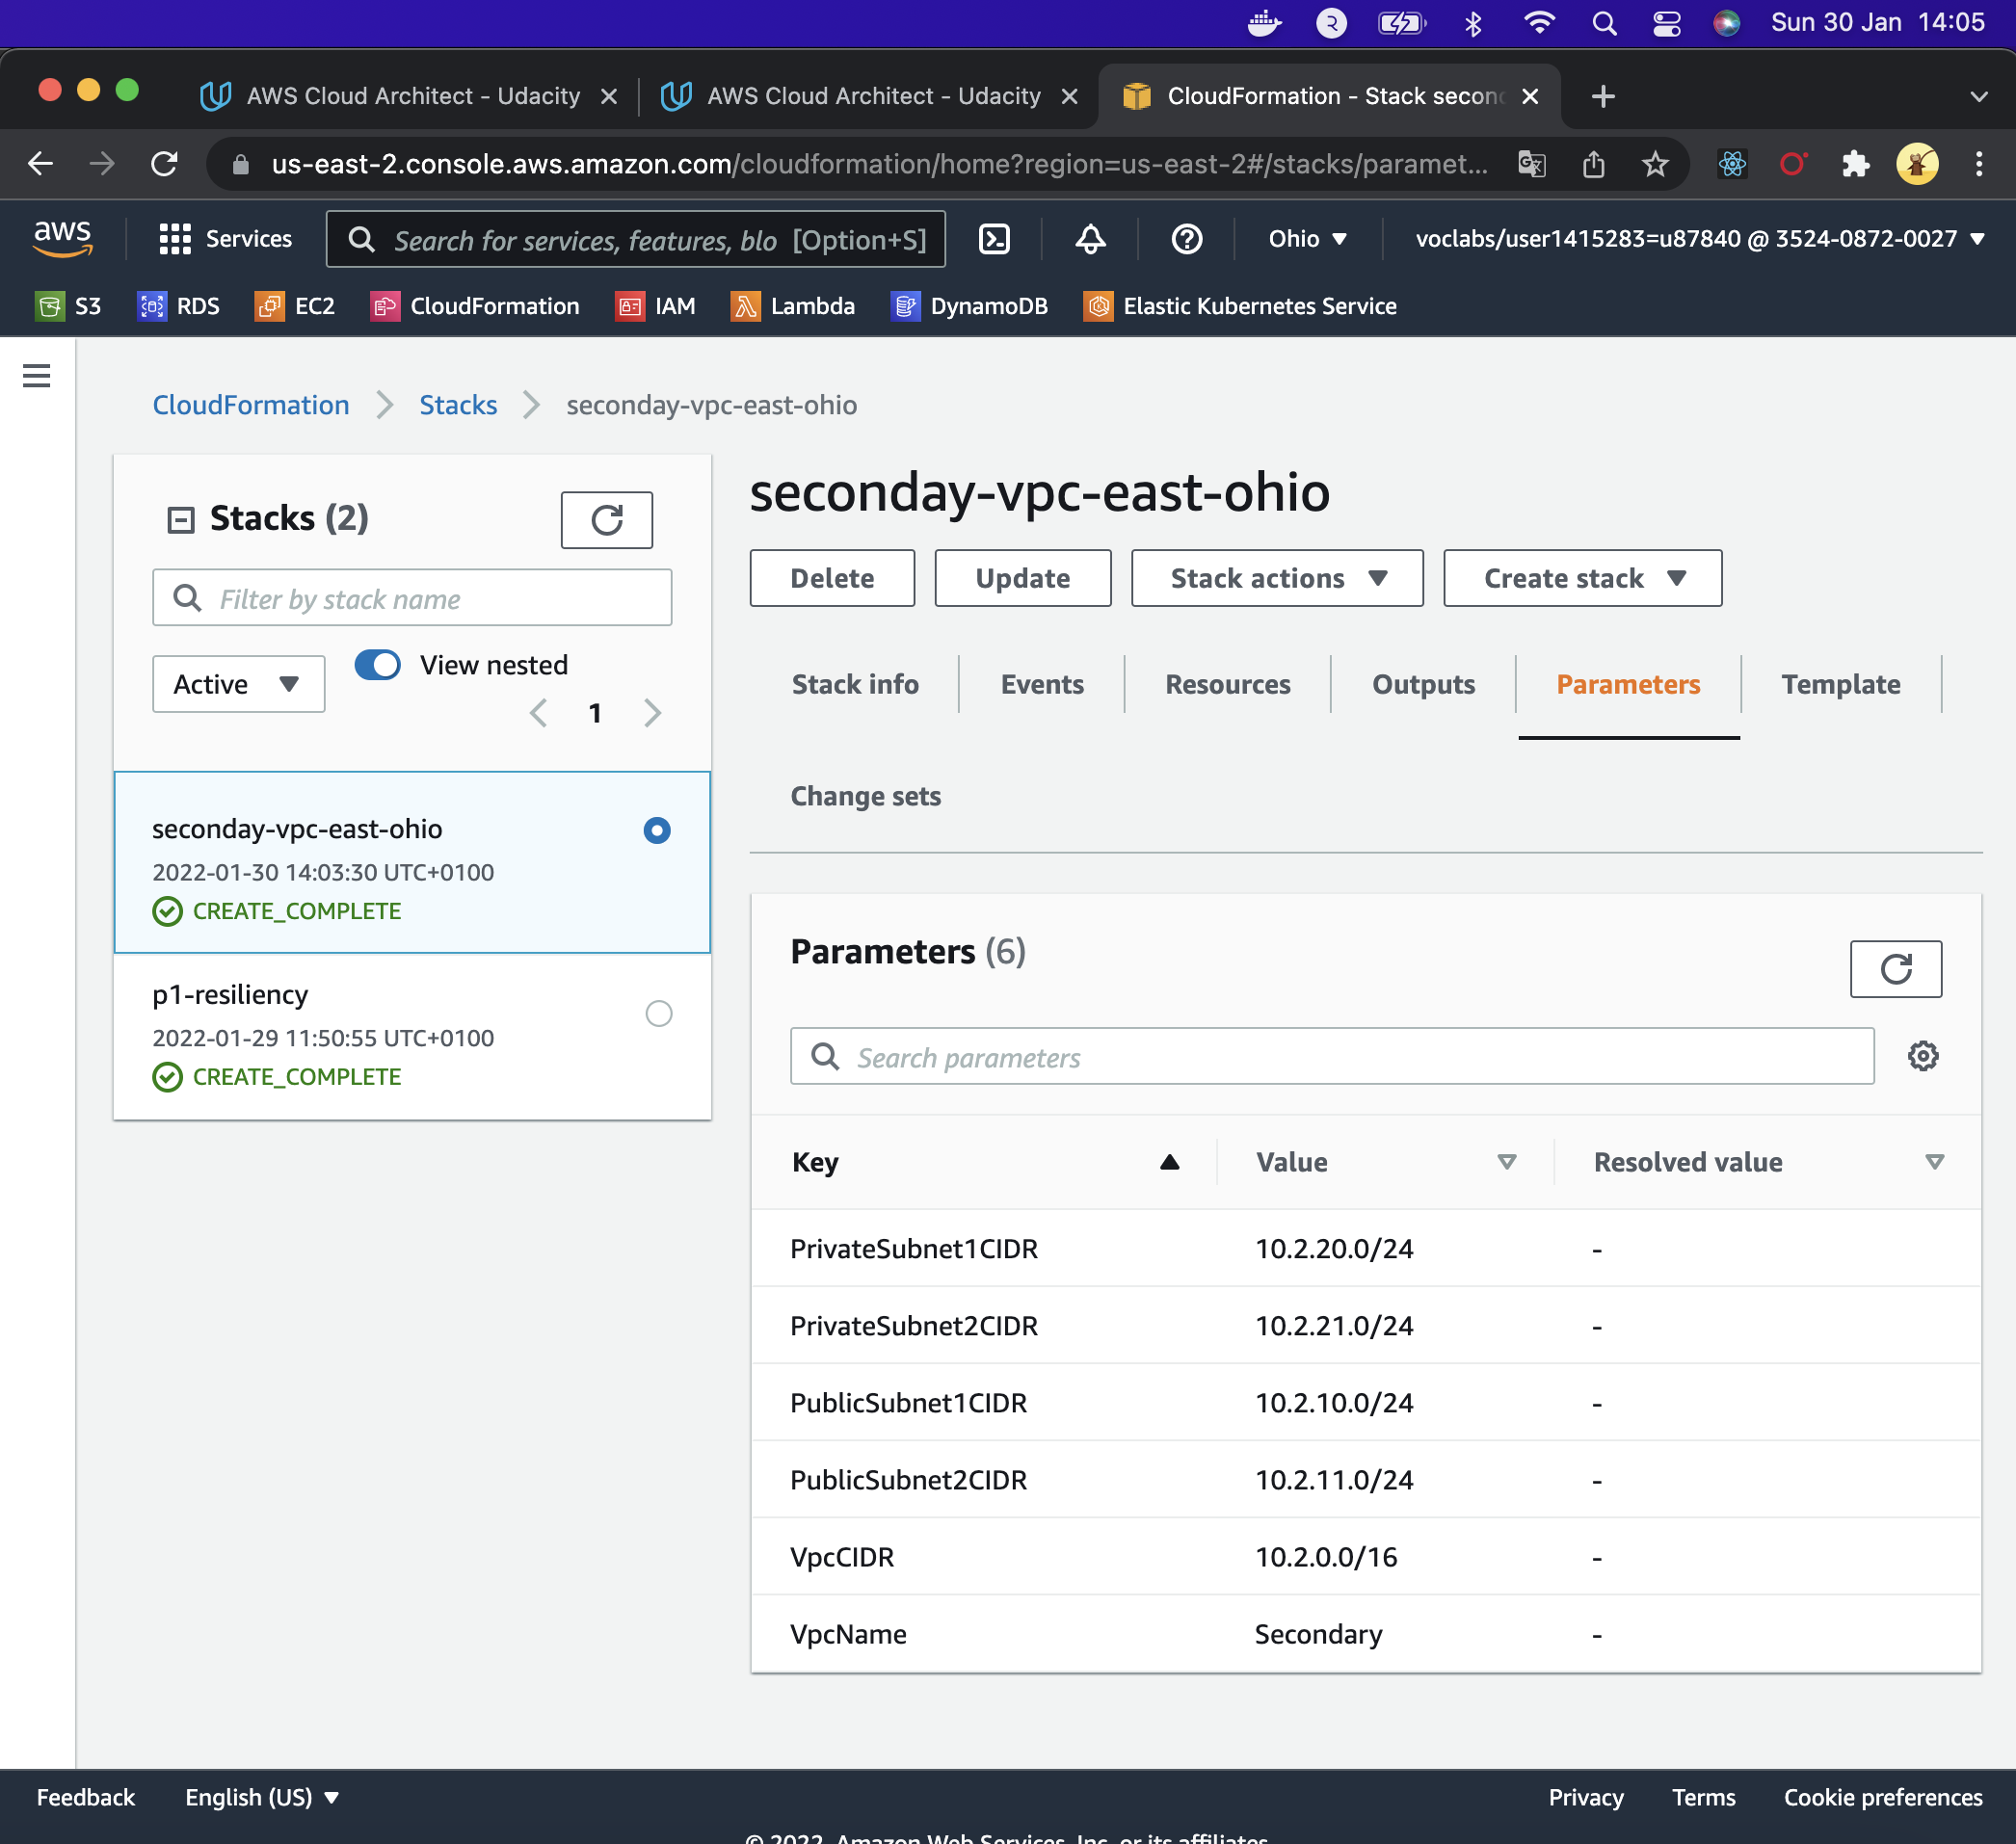 Sun 30 Jan 14:05
AWS Cloud Architect - Udacity
AWS Cloud Architect - Udacity
CloudFormation - Stack second
us-east-2.console.aws.amazon.com/cloudformation/home?region=us-east-2#/stacks/paramet...
aws
Services
Search for services, features, blo [Option+S]
Ohio
voclabs/user1415283=u87840 @ 3524-0872-0027
S3
RDS
EC2
CloudFormation
IAM
Lambda
DynamoDB
Elastic Kubernetes Service
CloudFormation
Stacks
seconday-vpc-east-ohio
Stacks (2)
Filter by stack name
Active
View nested
1
seconday-vpc-east-ohio
2022-01-30 14:03:30 UTC+0100
CREATE_COMPLETE
p1-resiliency
2022-01-29 11:50:55 UTC+0100
CREATE_COMPLETE
seconday-vpc-east-ohio
Delete
Update
Stack actions
Create stack
Stack info
Events
Resources
Outputs
Parameters
Template
Change sets
Parameters (6)
Search parameters
Key Value Resolved value
PrivateSubnet1CIDR 10.2.20.0/24 -
PrivateSubnet2CIDR 10.2.21.0/24 -
PublicSubnet1CIDR 10.2.10.0/24 -
PublicSubnet2CIDR 10.2.11.0/24 -
VpcCIDR 10.2.0.0/16 -
VpcName Secondary -
Feedback
English (US)
Privacy
Terms
Cookie preferences
© 2022, Amazon Web Services, Inc. or its affiliates.